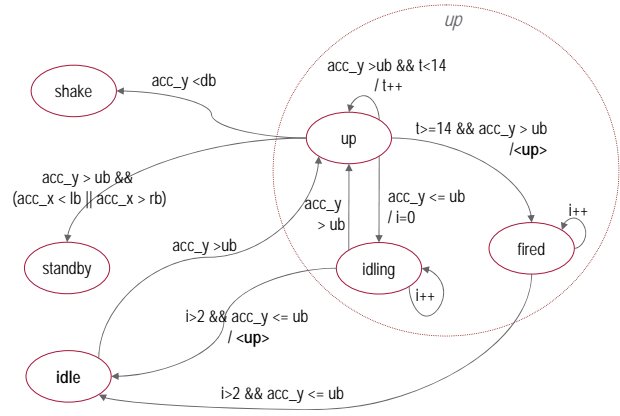 up
acc_y >ub && t<14
/ t++
acc_y <db
shake
up
t>=14 && acc_y > ub
/<up>
acc_y > ub &&
(acc_x < lb || acc_x > rb)
acc_y
> ub
acc_y <= ub
/ i=0
i++
fired
acc_y >ub
standby
idling
i++
i>2 && acc_y <= ub
/ <up>
idle
i>2 && acc_y <= ub